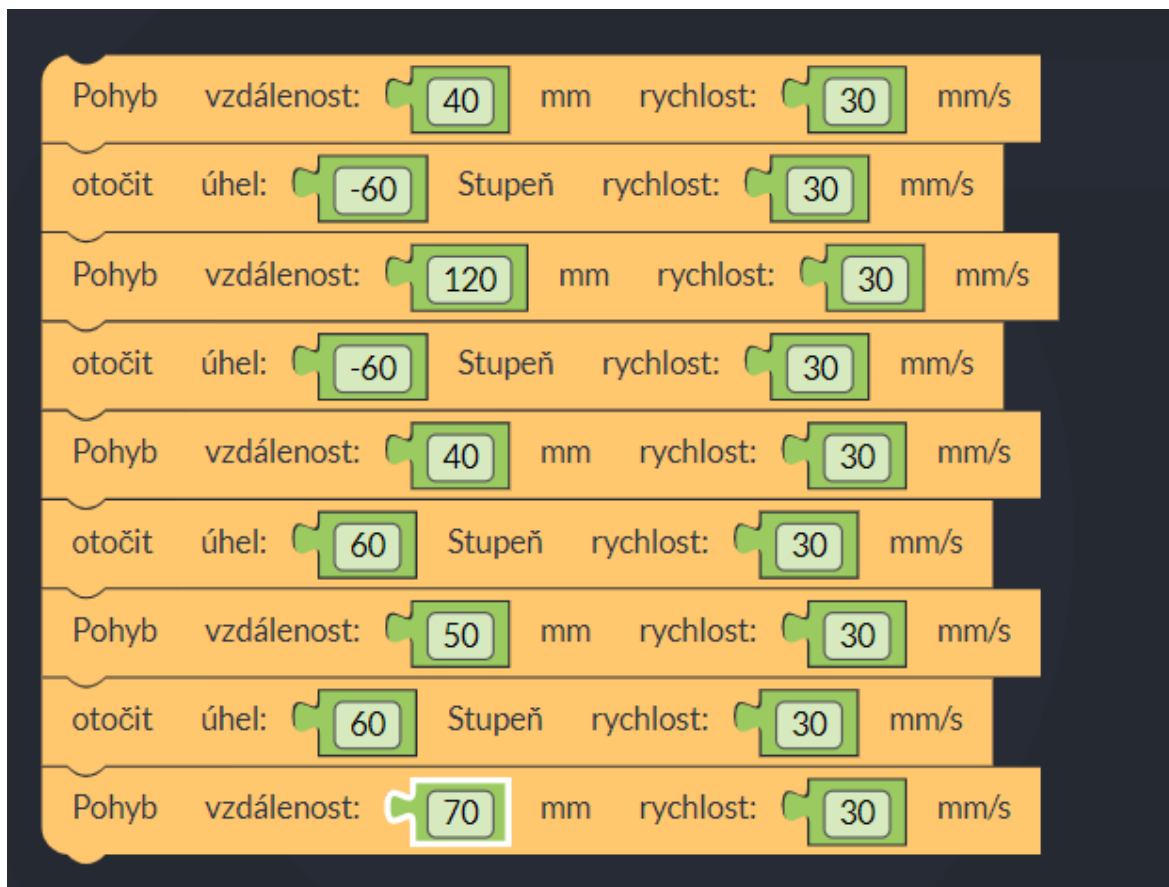 Pohyb vzdálenost: 40 mm rychlost: 30 mm/s
otočit úhel: -60 Stupeň rychlost: 30 mm/s
Pohyb vzdálenost: 120 mm rychlost: 30 mm/s
otočit úhel: -60 Stupeň rychlost: 30 mm/s
Pohyb vzdálenost: 40 mm rychlost: 30 mm/s
otočit úhel: 60 Stupeň rychlost: 30 mm/s
Pohyb vzdálenost: 50 mm rychlost: 30 mm/s
otočit úhel: 60 Stupeň rychlost: 30 mm/s
Pohyb vzdálenost: 70 mm rychlost: 30 mm/s